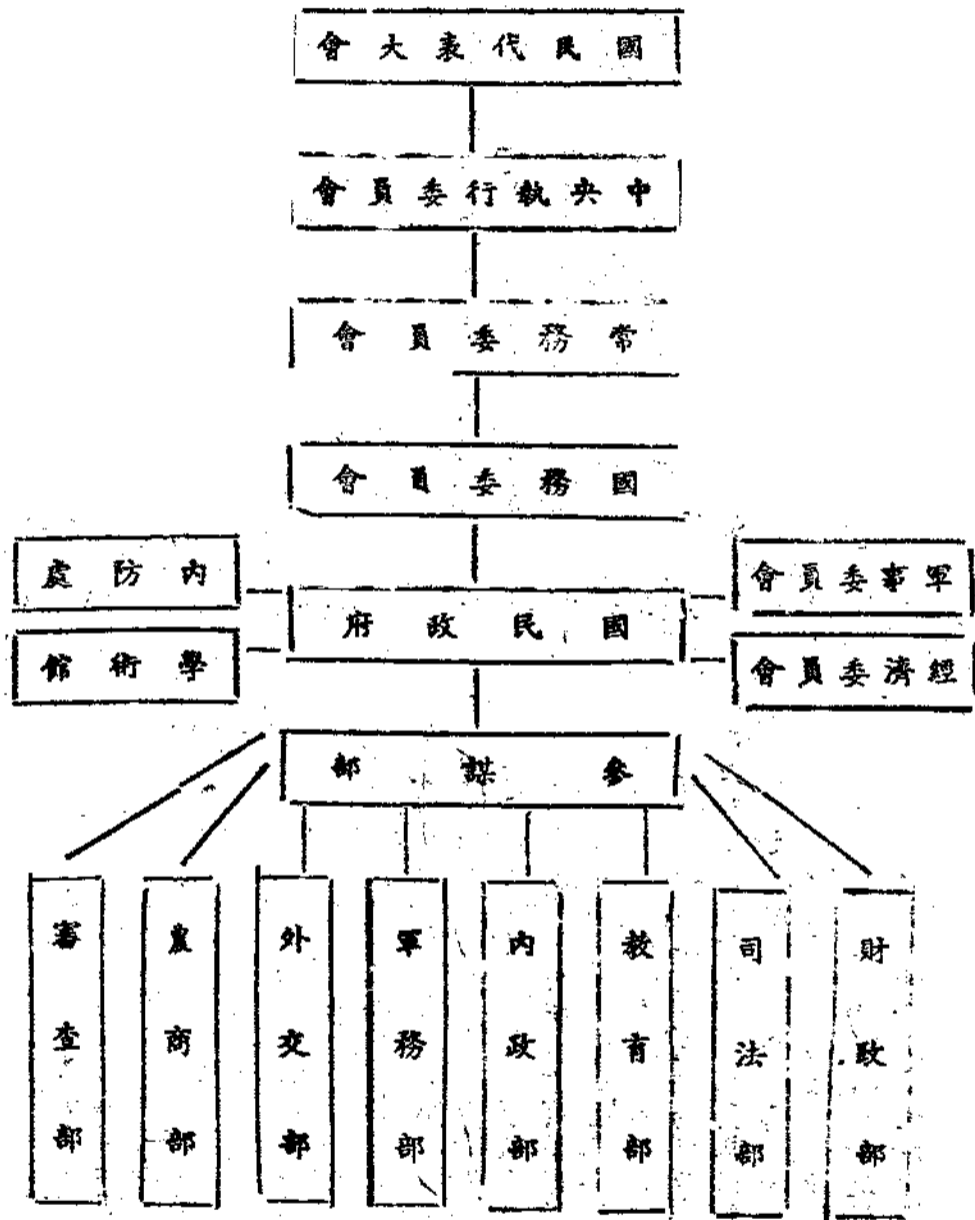 國民代表大會
中央執行委員會
常務委員會
國務委員會
軍事委員會
內防處
國民政府
經濟委員會
學術館
參謀部
財政部
司法部
教育部
內政部
軍務部
外交部
農商部
審查部